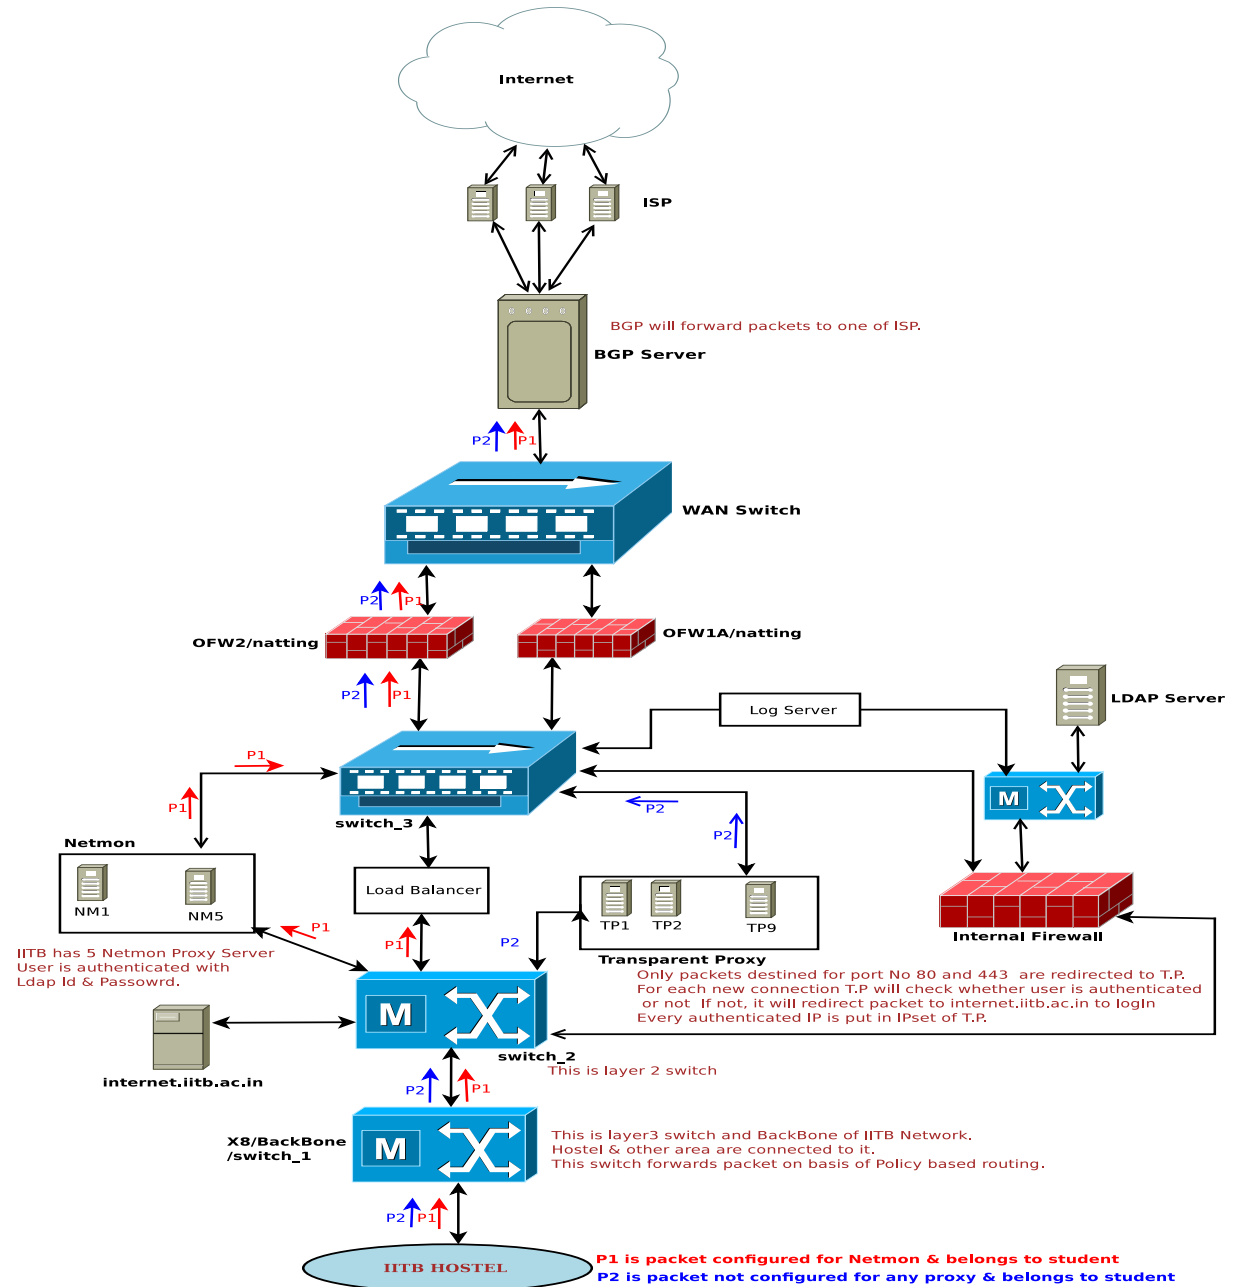 Internet
ISP
BGP will forward packets to one of ISP.
BGP Server
P2
P1
WAN Switch
P2
P1
OFW2/natting
OFW1A/natting
P2
P1
LDAP Server
Log Server
P1
M
P1
P2
P2
switch_3
Netmon
Load Balancer
NM1
NM5
TP1
TP2
TP9
P1
P1
P2
Internal Firewall
Transparent Proxy
IITB has 5 Netmon Proxy Server
User is authenticated with
Ldap Id & Passowrd.
Only packets destined for port No 80 and 443 are redirected to T.P.
For each new connection T.P will check whether user is authenticated
or not If not, it will redirect packet to internet.iitb.ac.in to logIn
Every authenticated IP is put in IPset of T.P.
M
switch_2
This is layer 2 switch
internet.iitb.ac.in
P2
P1
X8/BackBone
/switch_1
M
This is layer3 switch and BackBone of IITB Network.
Hostel & other area are connected to it.
This switch forwards packet on basis of Policy based routing.
P2
P1
IITB HOSTEL
P1 is packet configured for Netmon & belongs to student
P2 is packet not configured for any proxy & belongs to student